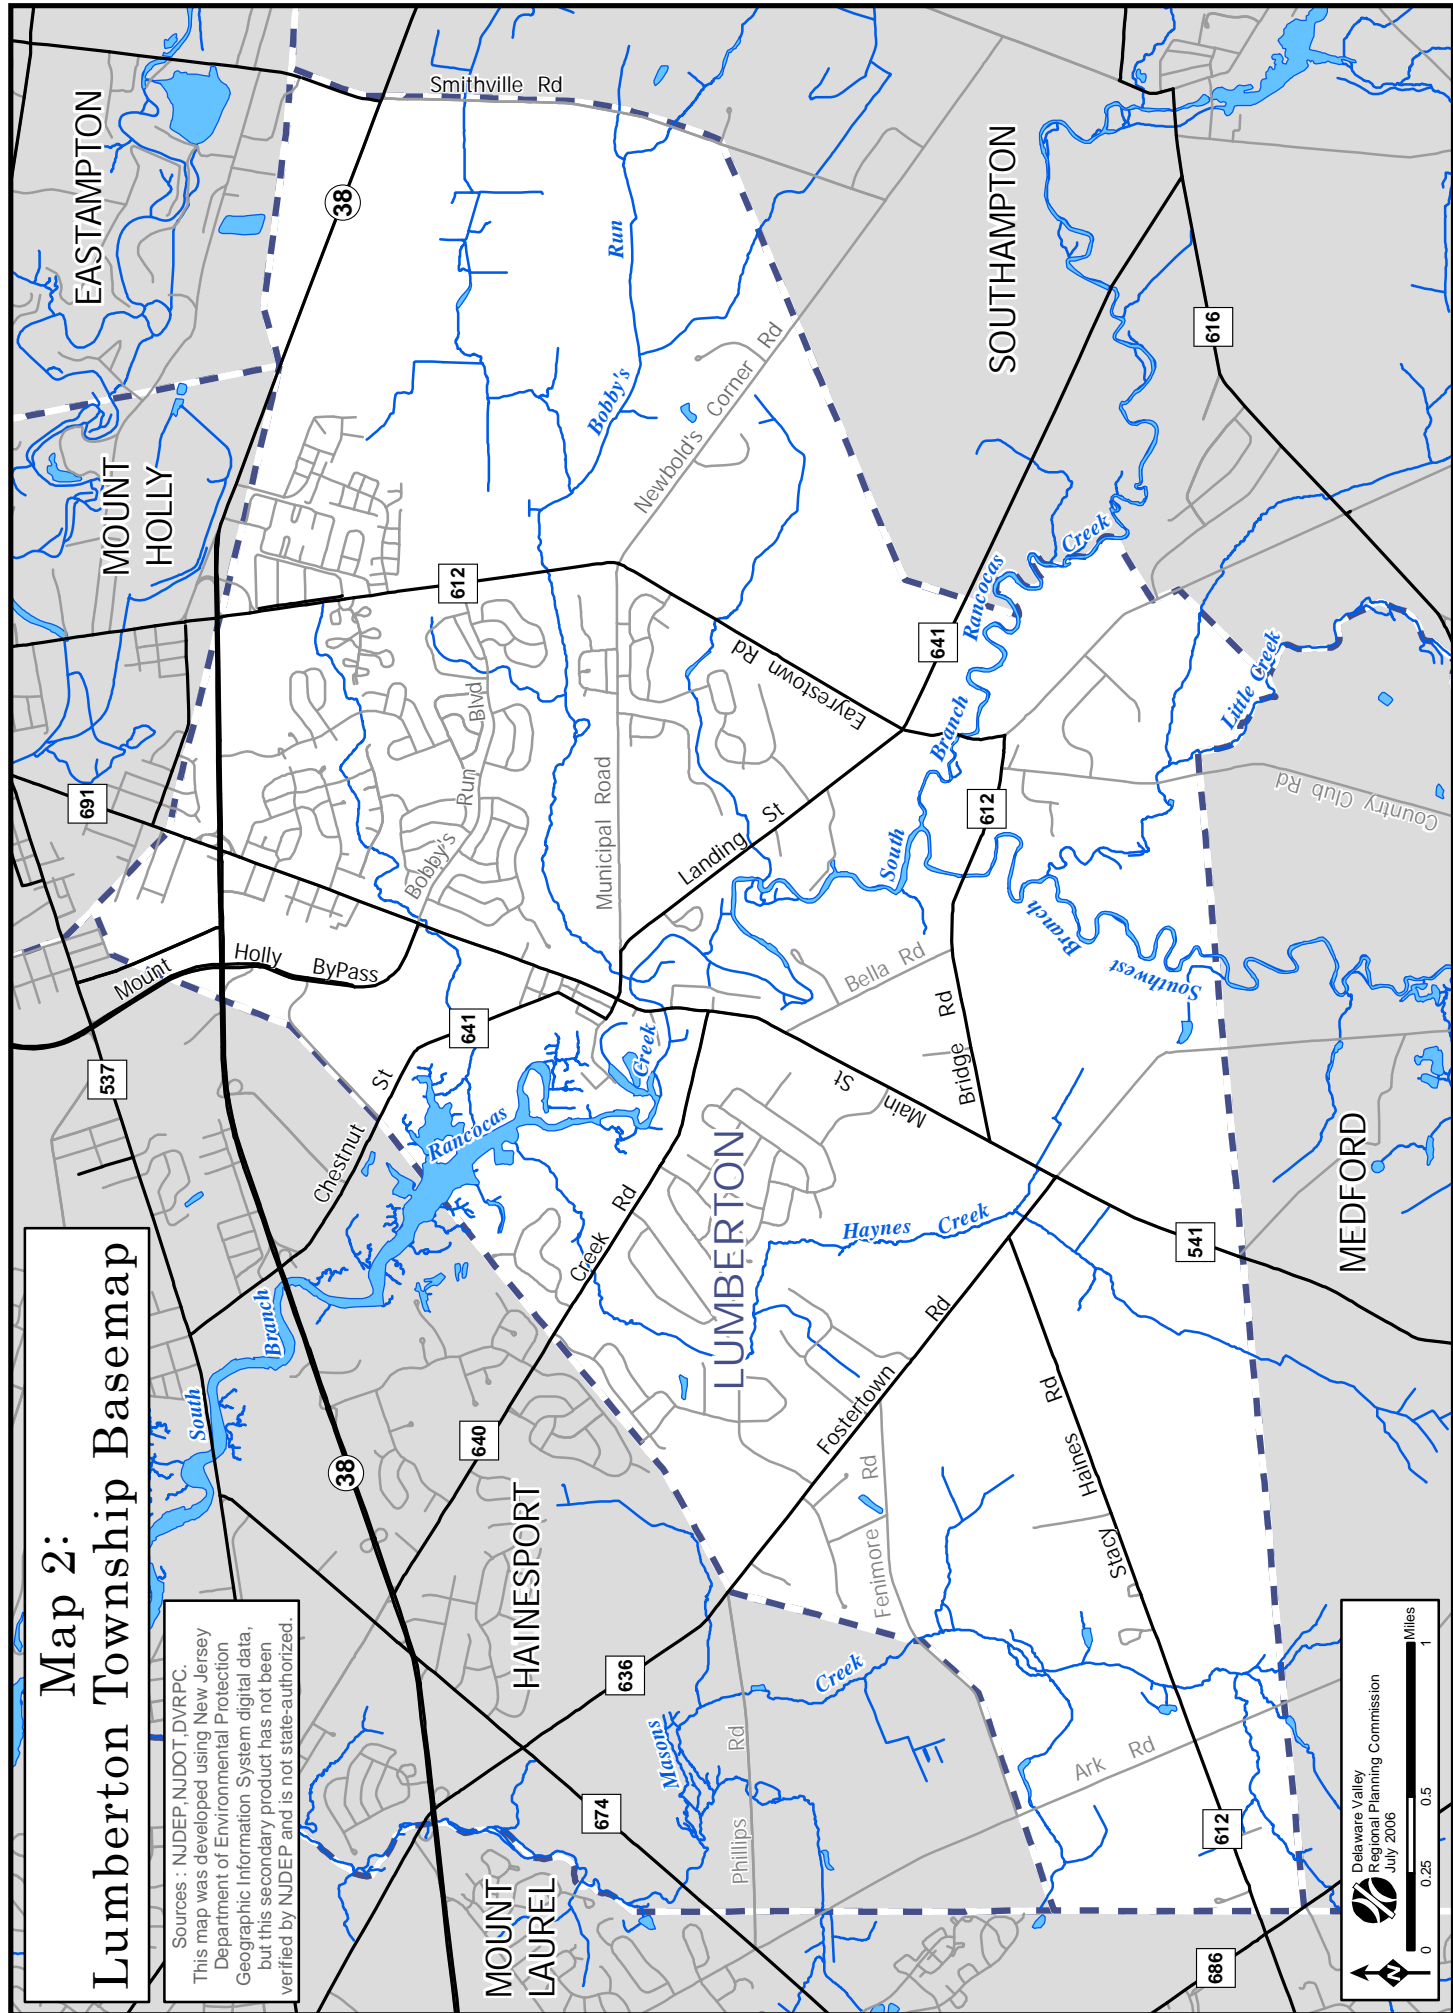 Map 2:
Lumberton Township Basemap
Sources : NJDEP,NJDOT,DVRPC.
This map was developed using New Jersey
Department of Environmental Protection
Geographic Information System digital data,
but this secondary product has not been
verified by NJDEP and is not state-authorized.
EASTAMPTON
MOUNT
HOLLY
SOUTHAMPTON
MEDFORD
HAINESPORT
MOUNT
LAUREL
LUMBERTON
Smithville Rd
38
Bobby's Run
Newbold's Corner Rd
616
612
641
Rancocas Creek
South Branch
Eayrestown Rd
Little Creek
Country Club Rd
Bobby's Run Blvd
Municipal Road
Landing St
691
612
Southwest Branch
Bella Rd
Bridge Rd
Mount Holly ByPass
537
641
Chestnut St
Creek
Rancocas
South Branch
Creek Rd
Main St
541
Haynes Creek
Fostertown Rd
Stacy Haines Rd
640
38
Fenimore Rd
636
674
Masons Creek
Phillips Rd
Ark Rd
612
686
Delaware Valley
Regional Planning Commission
July 2006
N
0 0.25 0.5 1 Miles